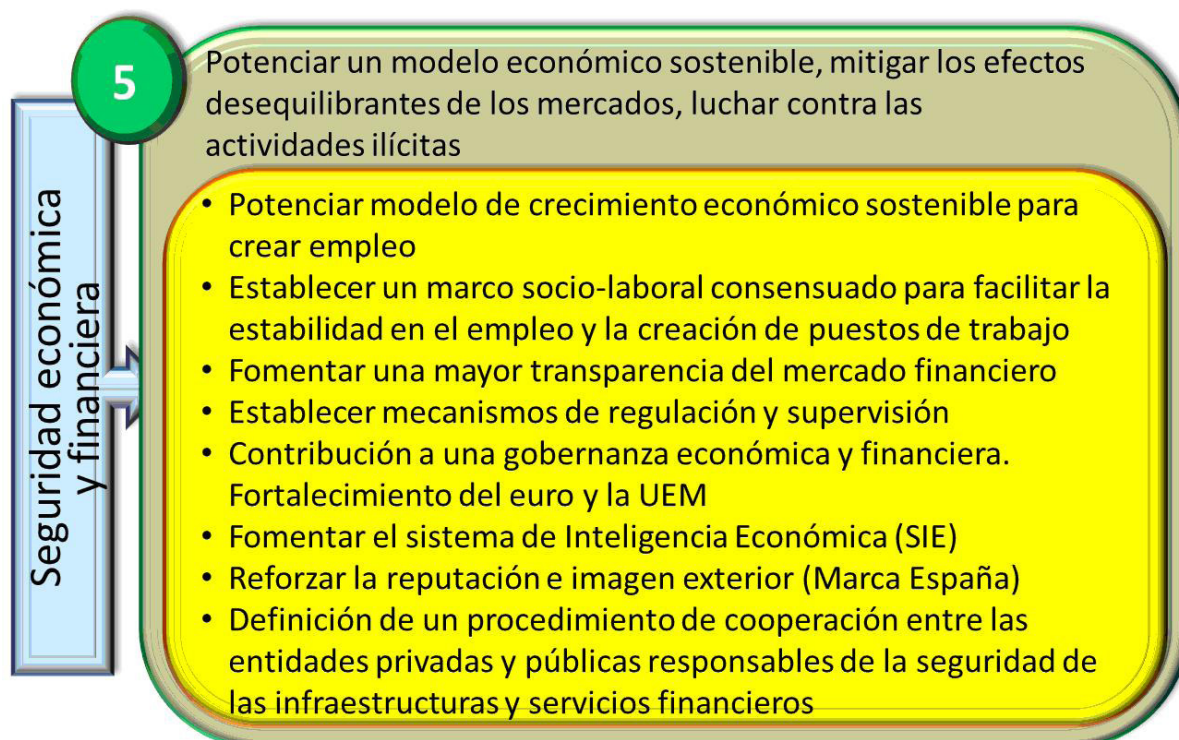 5
Potenciar un modelo económico sostenible, mitigar los efectos
desequilibrantes de los mercados, luchar contra las
actividades ilícitas
Seguridad económica
y financiera
• Potenciar modelo de crecimiento económico sostenible para
crear empleo
• Establecer un marco socio-laboral consensuado para facilitar la
estabilidad en el empleo y la creación de puestos de trabajo
• Fomentar una mayor transparencia del mercado financiero
• Establecer mecanismos de regulación y supervisión
• Contribución a una gobernanza económica y financiera.
Fortalecimiento del euro y la UEM
• Fomentar el sistema de Inteligencia Económica (SIE)
• Reforzar la reputación e imagen exterior (Marca España)
• Definición de un procedimiento de cooperación entre las
entidades privadas y públicas responsables de la seguridad de
las infraestructuras y servicios financieros